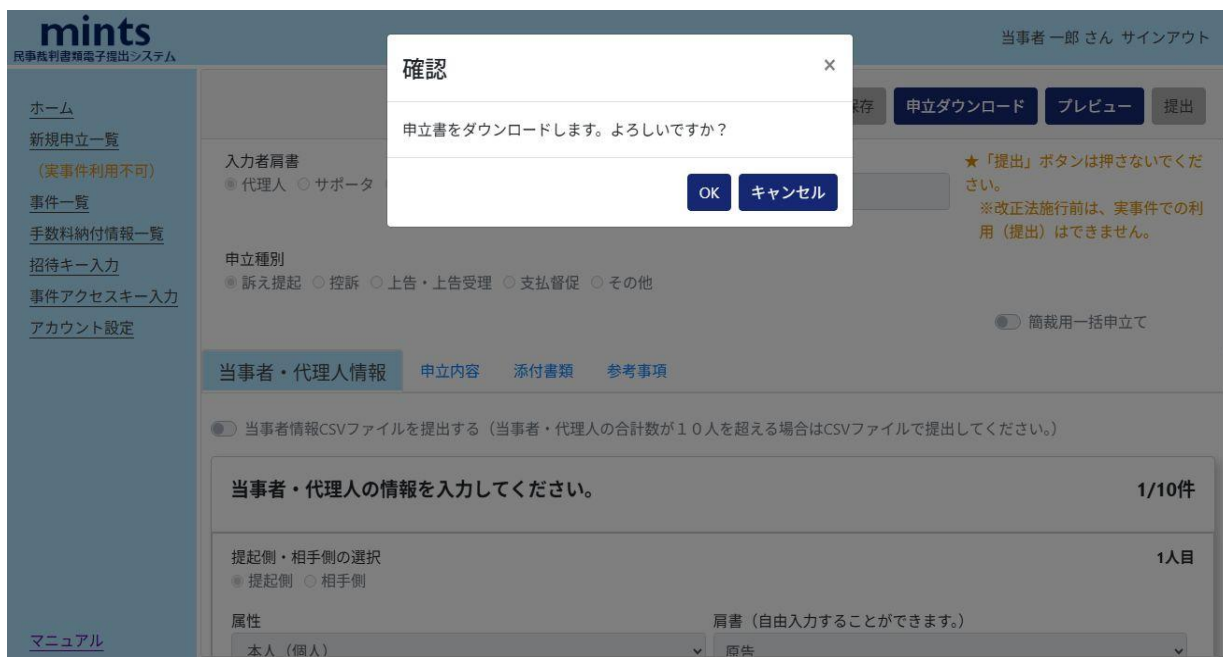 mints
民事裁判書類電子提出システム
当事者 一郎 さん サインアウト
確認
×
申立書をダウンロードします。よろしいですか？
OK
キャンセル
ホーム
新規申立一覧
（実事件利用不可）
事件一覧
手数料納付情報一覧
招待キー入力
事件アクセスキー入力
アカウント設定
マニュアル
存
申立ダウンロード
プレビュー
提出
入力者肩書
代理人 サポータ
★「提出」ボタンは押さないでくだ
さい。
※改正法施行前は、実事件での利
用（提出）はできません。
申立種別
訴え提起 控訴 上告・上告受理 支払督促 その他
簡裁用一括申立て
当事者・代理人情報
申立内容
添付書類
参考事項
当事者情報CSVファイルを提出する（当事者・代理人の合計数が１０人を超える場合はCSVファイルで提出してください。）
当事者・代理人の情報を入力してください。
1/10件
提起側・相手側の選択
1人目
提起側 相手側
属性
肩書（自由入力することができます。）
本人（個人）
原告